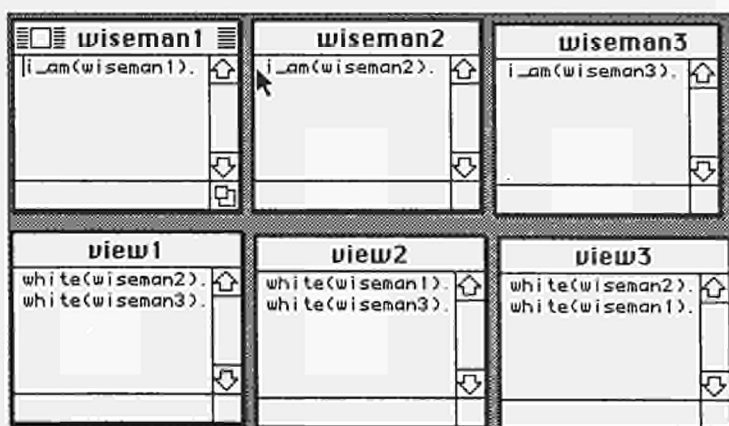 wiseman1
i_am(wiseman1).
wiseman2
i_am(wiseman2).
wiseman3
i_am(wiseman3).
view1
white(wiseman2).
white(wiseman3).
view2
white(wiseman1).
white(wiseman3).
view3
white(wiseman2).
white(wiseman1).